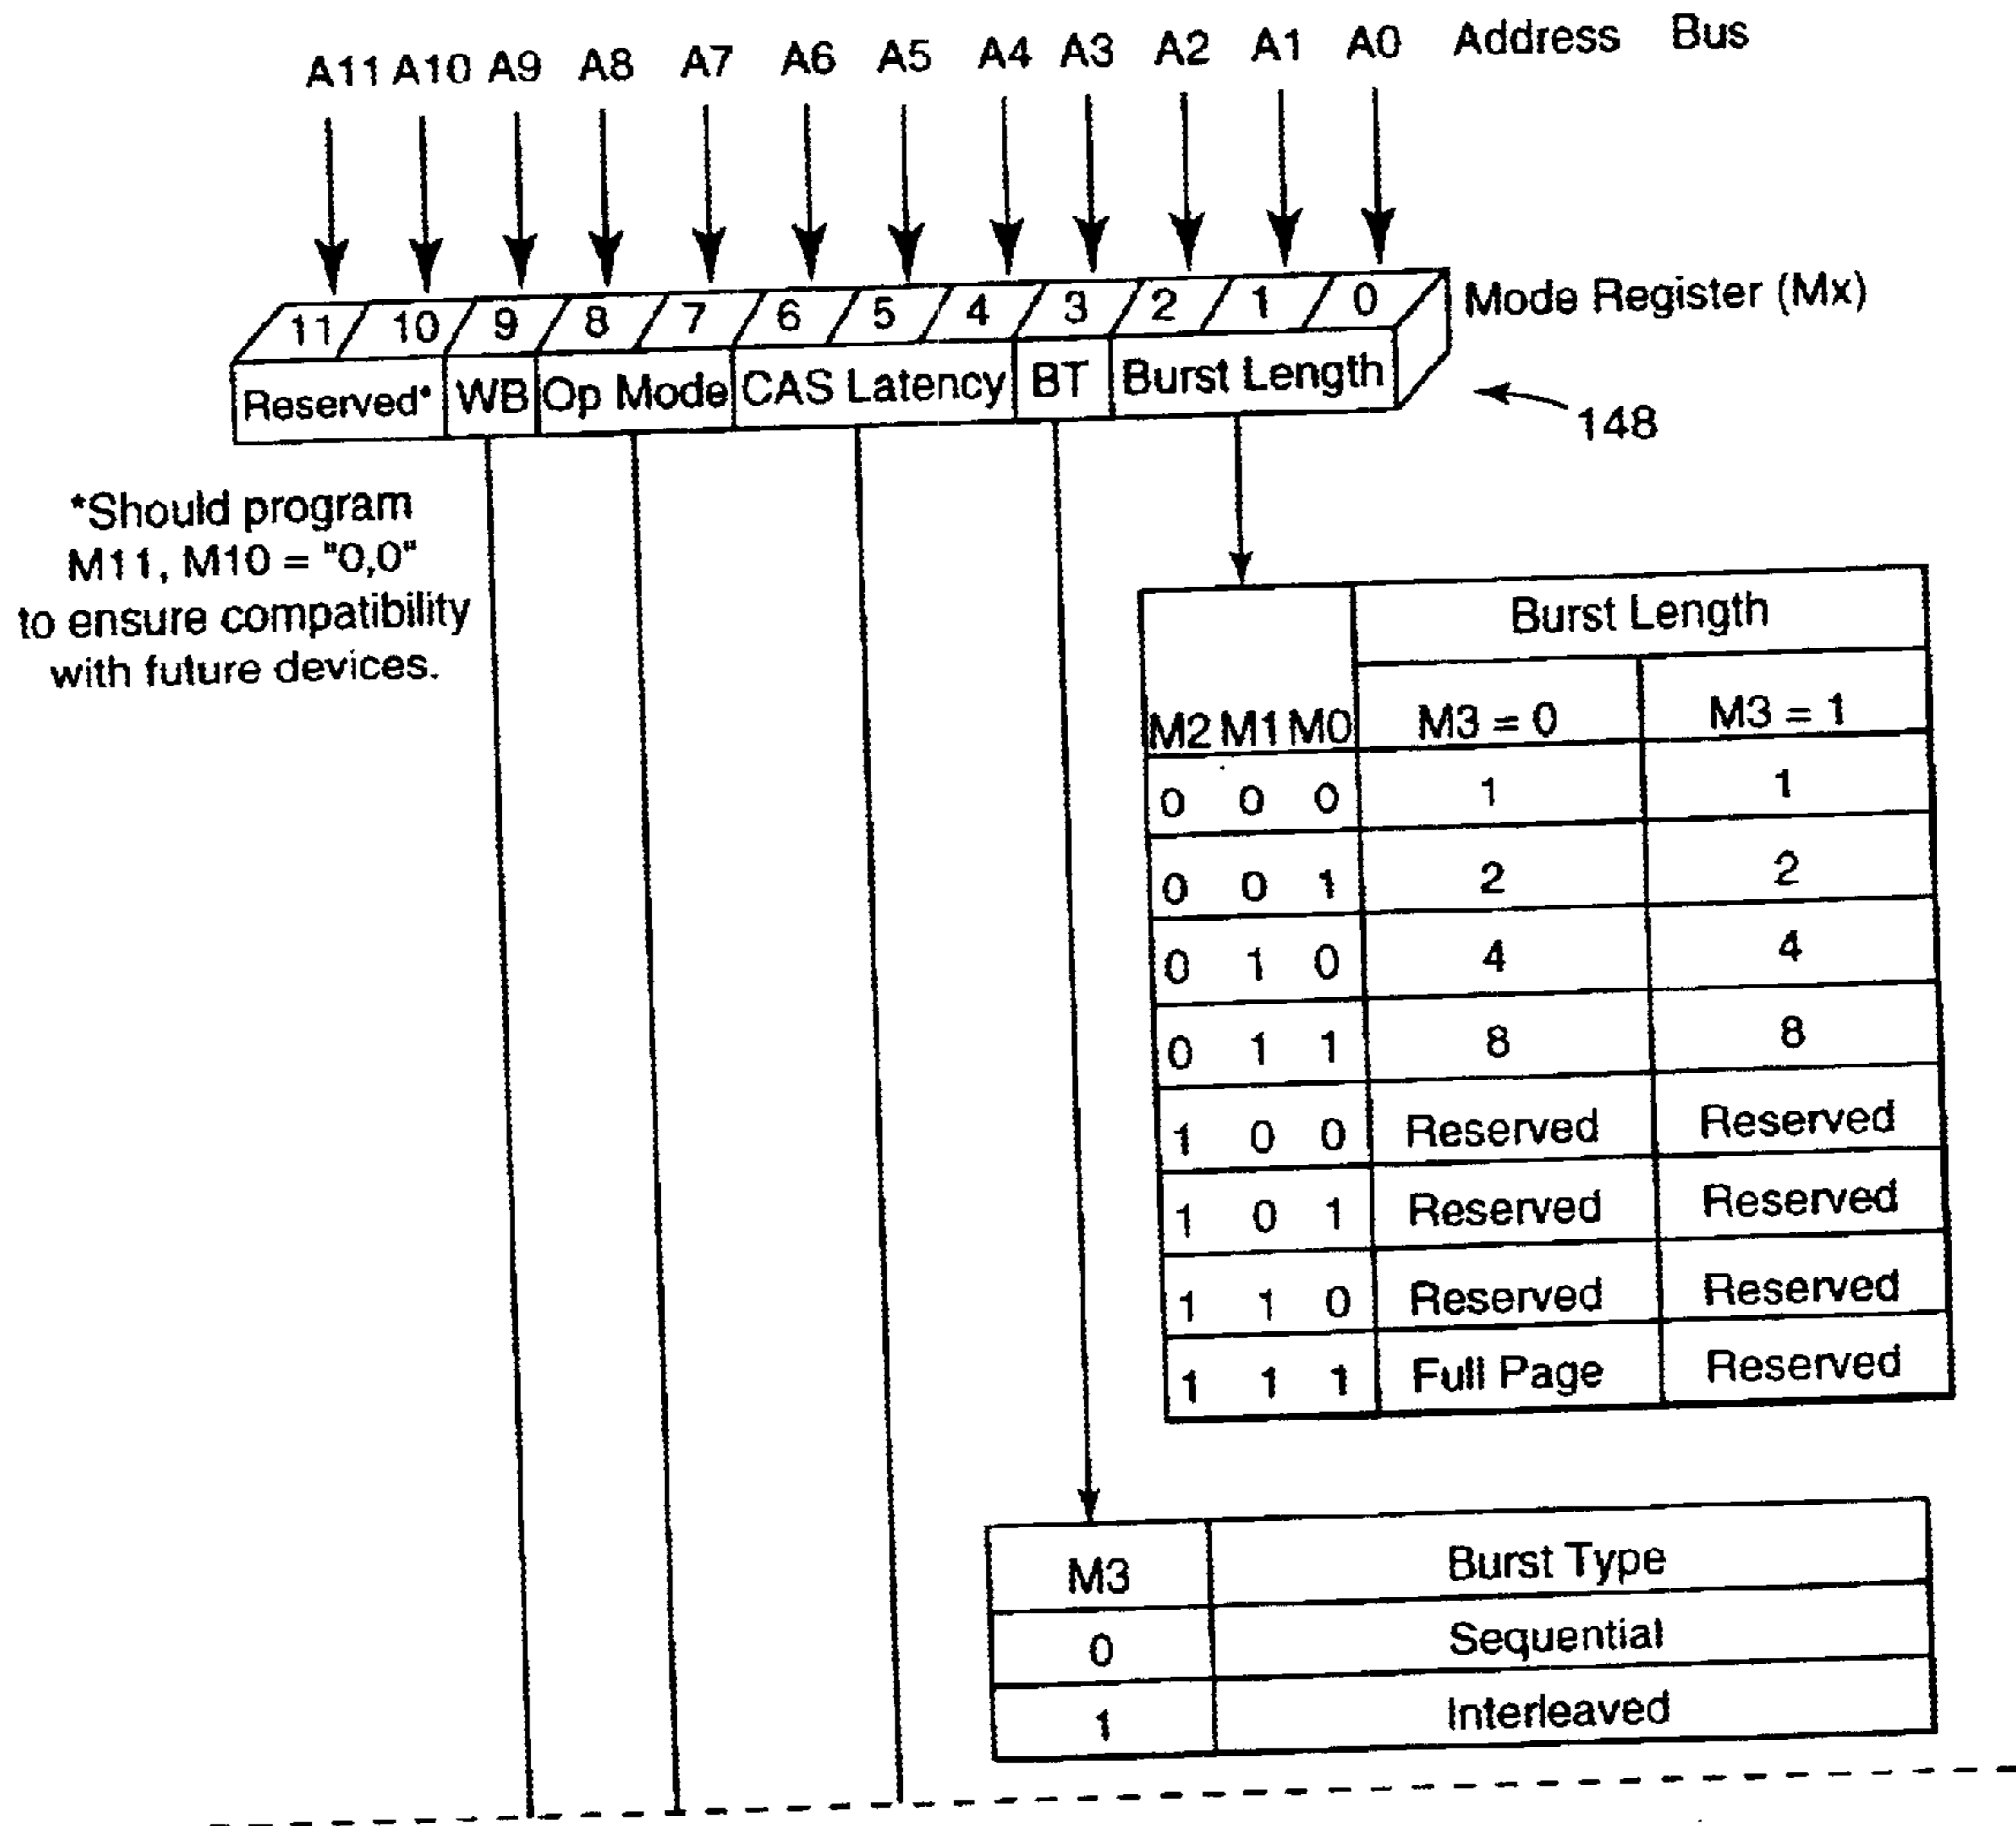 A11 A10 A9 A8 A7 A6 A5 A4 A3 A2 A1 A0 Address Bus
11 10 9 8 7 6 5 4 3 2 1 0 Mode Register (Mx)
Reserved* WB Op Mode CAS Latency BT Burst Length
148
*Should program
M11, M10 = "0,0"
to ensure compatibility
with future devices.
Burst Length
M2 M1 M0 M3 = 0 M3 = 1
0 0 0 1 1
0 0 1 2 2
0 1 0 4 4
0 1 1 8 8
1 0 0 Reserved Reserved
1 0 1 Reserved Reserved
1 1 0 Reserved Reserved
1 1 1 Full Page Reserved
M3 Burst Type
0 Sequential
1 Interleaved